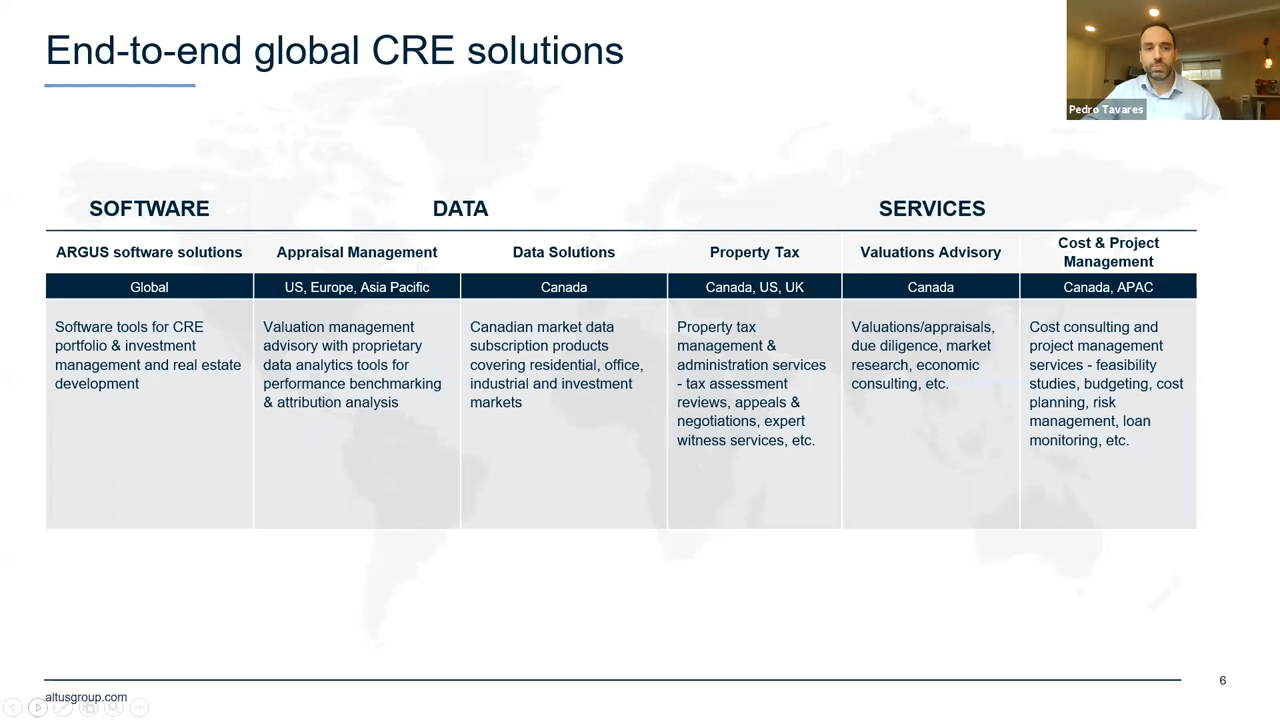 End-to-end global CRE solutions
Pedro Tavares
SOFTWARE
DATA
SERVICES
ARGUS software solutions
Appraisal Management
Data Solutions
Property Tax
Valuations Advisory
Cost & Project
Management
Global
US, Europe, Asia Pacific
Canada
Canada, US, UK
Canada
Canada, APAC
Software tools for CRE
portfolio & investment
management and real estate
development
Valuation management
advisory with proprietary
data analytics tools for
performance benchmarking
& attribution analysis
Canadian market data
subscription products
covering residential, office,
industrial and investment
markets
Property tax
management &
administration services
- tax assessment
reviews, appeals &
negotiations, expert
witness services, etc.
Valuations/appraisals,
due diligence, market
research, economic
consulting, etc.
Cost consulting and
project management
services - feasibility
studies, budgeting, cost
planning, risk
management, loan
monitoring, etc.
altusgroup.com
6